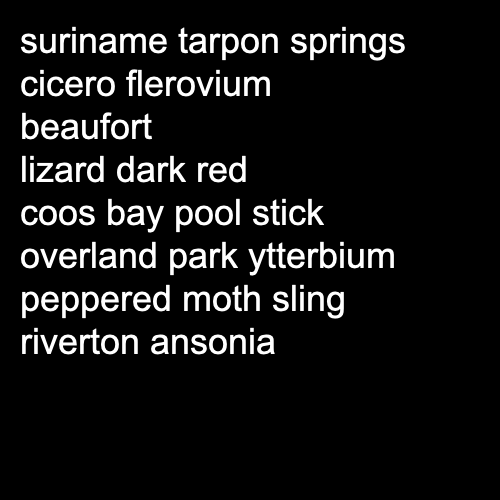 suriname tarpon springs
cicero flerovium
beaufort
lizard dark red
coos bay pool stick
overland park ytterbium
peppered moth sling
riverton ansonia